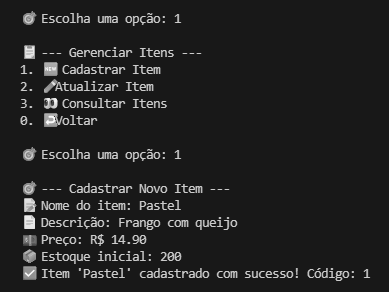 🎯 Escolha uma opção: 1
📋 --- Gerenciar Itens ---
1. 🆕 Cadastrar Item
2. ✏️Atualizar Item
3. 👀 Consultar Itens
0. ↩️Voltar
🎯 Escolha uma opção: 1
🎯 --- Cadastrar Novo Item ---
📝 Nome do item: Pastel
📄 Descrição: Frango com queijo
💵 Preço: R$ 14.90
📦 Estoque inicial: 200
✅ Item 'Pastel' cadastrado com sucesso! Código: 1